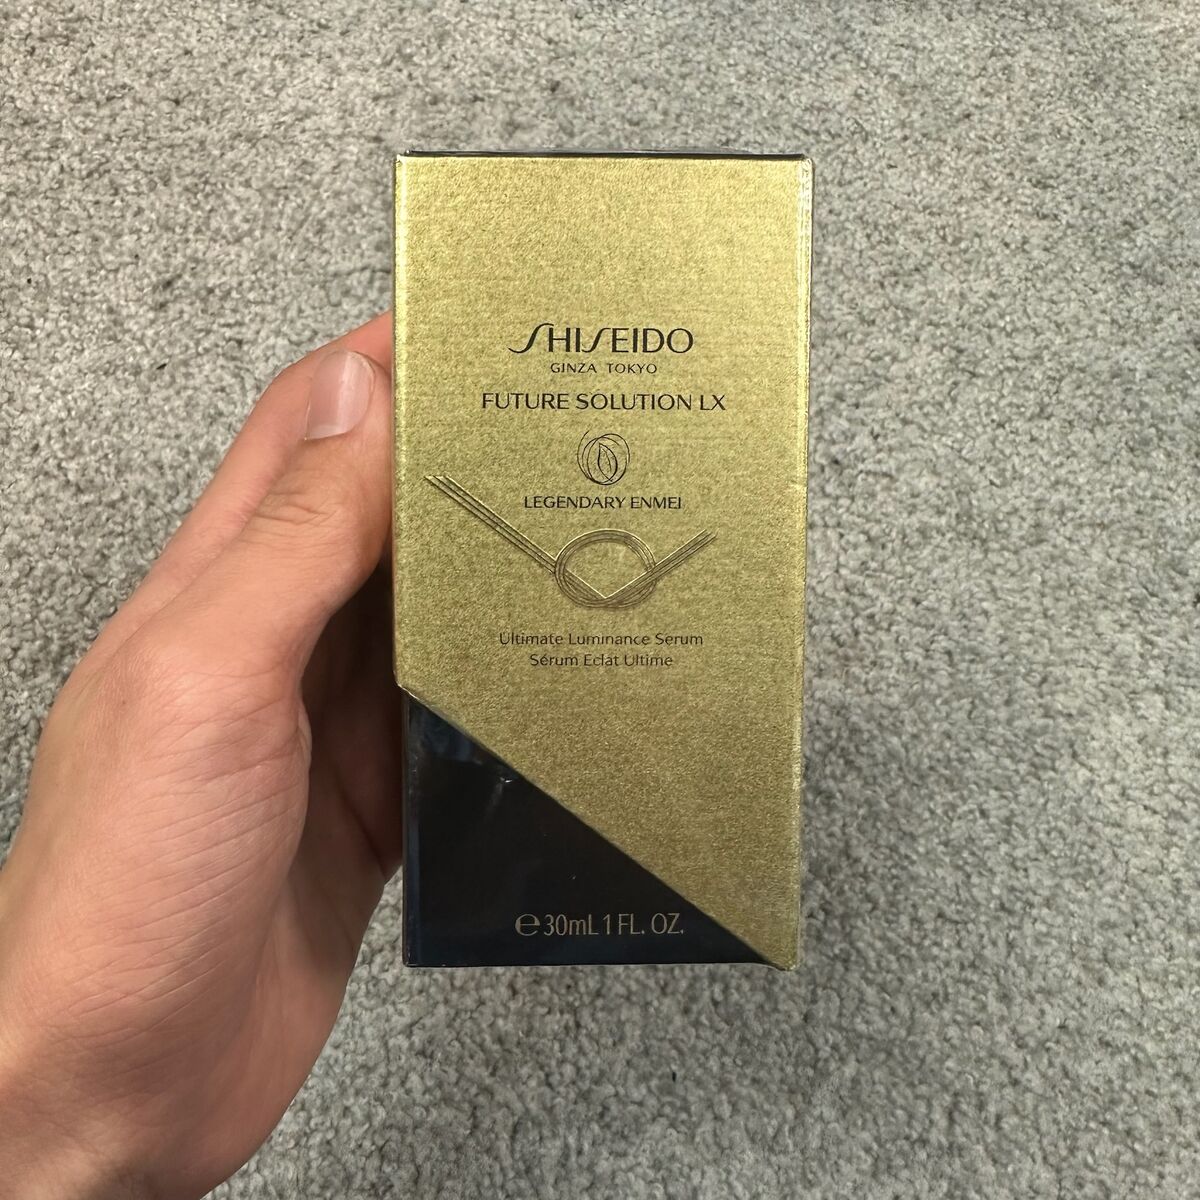 SHISEIDO
GINZA TOKYO
FUTURE SOLUTION LX
LEGENDARY ENMEI
Ultimate Luminance Serum
Sérum Eclat Ultime
℮30mL 1 FL. OZ.